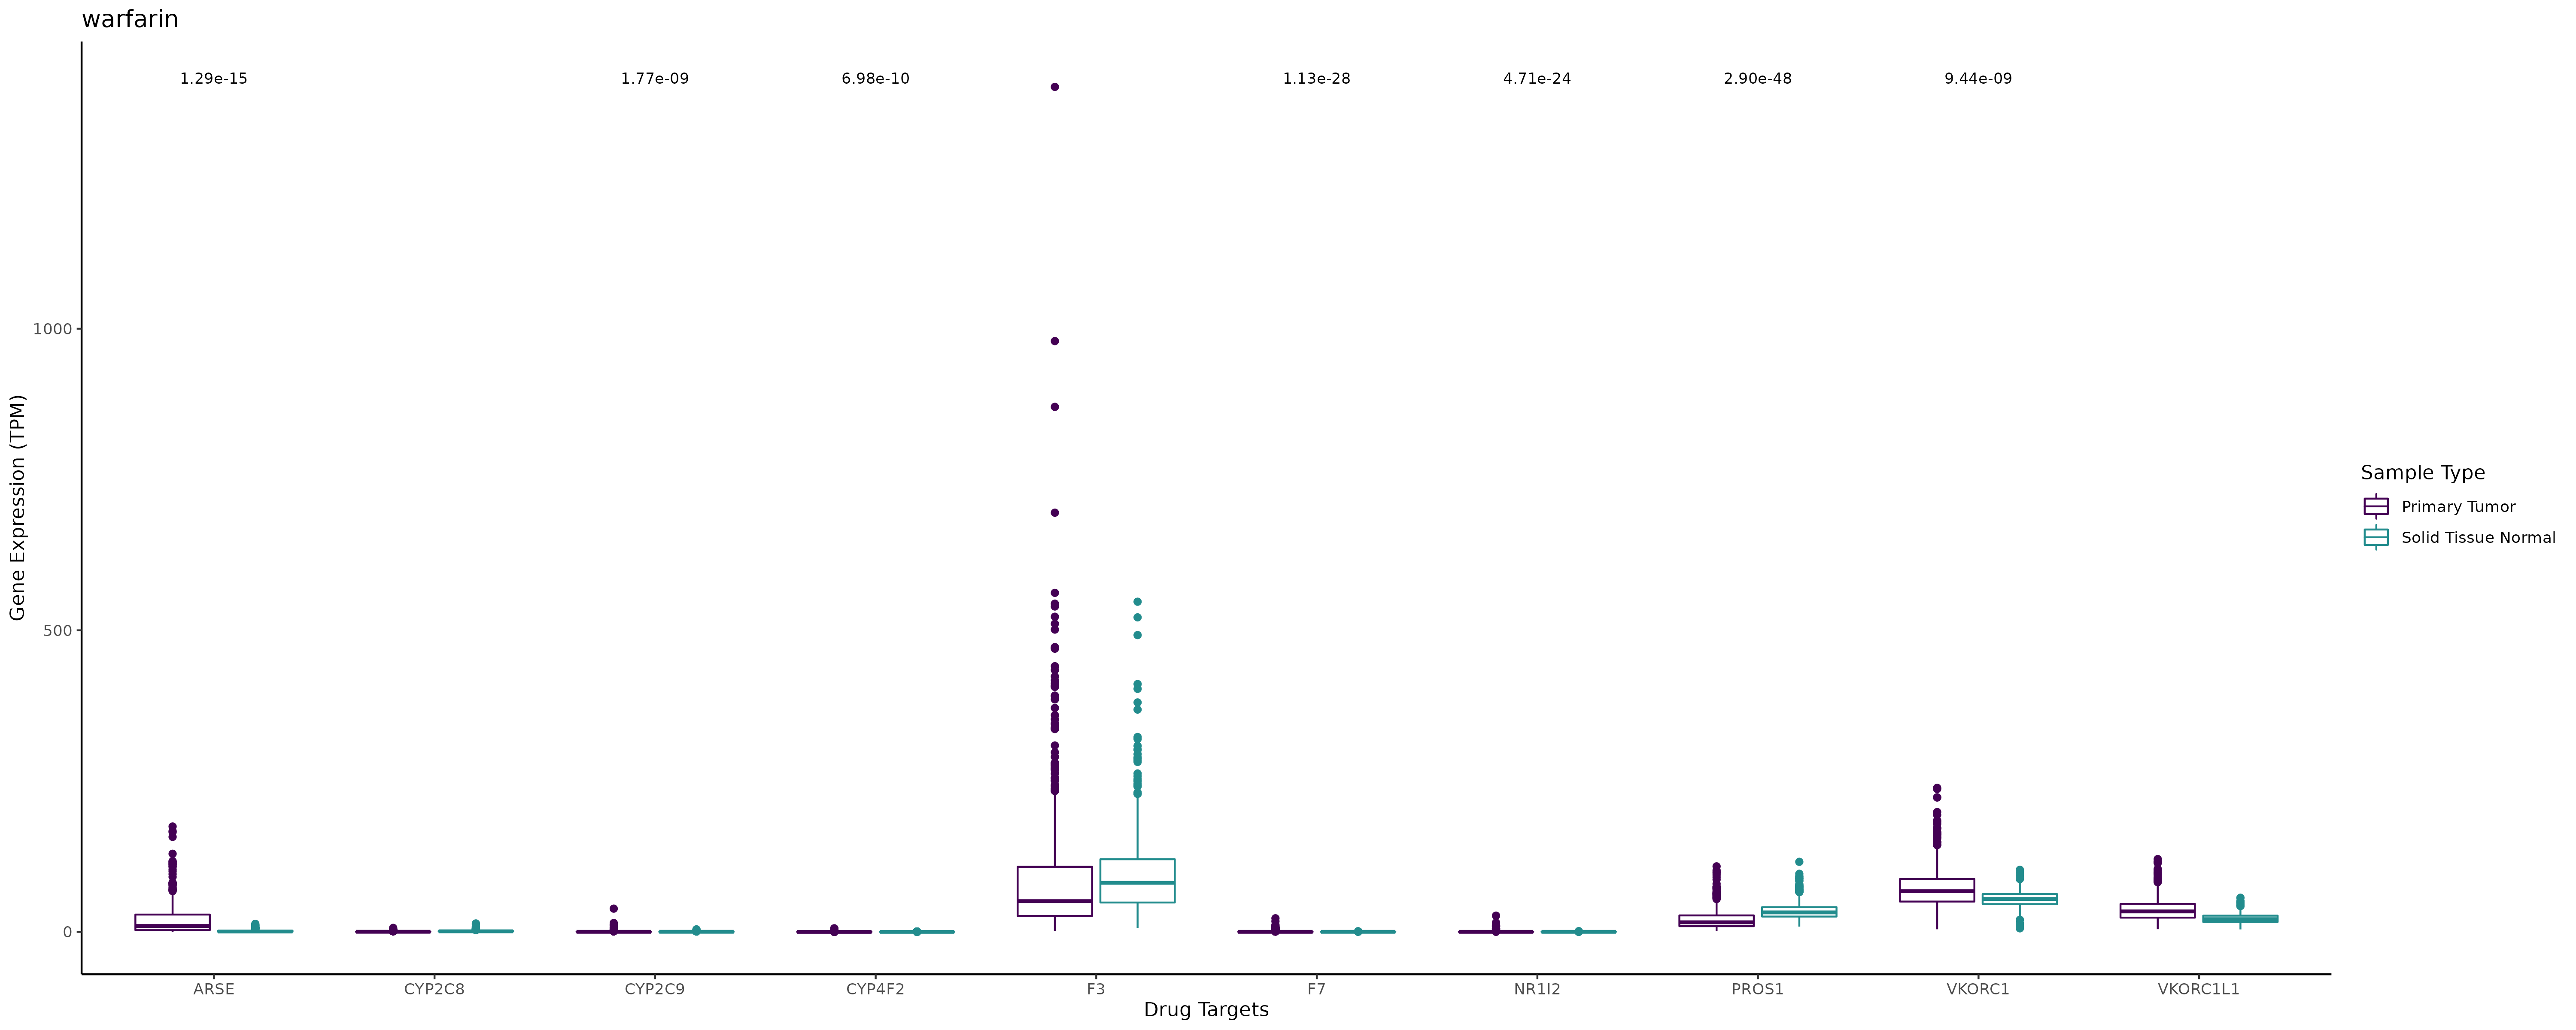 warfarin
1.29e-15 1.77e-09 6.98e-10 1.13e-28 4.71e-24 2.90e-48 9.44e-09
1000
500
0
Gene Expression (TPM)
ARSE CYP2C8 CYP2C9 CYP4F2 F3 F7 NR1I2 PROS1 VKORC1 VKORC1L1
Drug Targets
Sample Type
Primary Tumor
Solid Tissue Normal